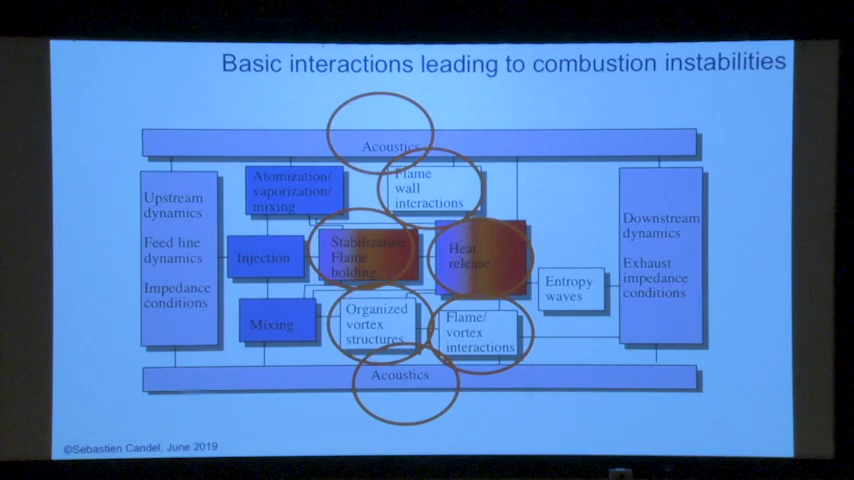 Basic interactions leading to combustion instabilities
Acoustics
Atomization/
vaporization/
mixing
Flame
wall
interactions
Upstream
dynamics
Feed line
dynamics
Impedance
conditions
Injection
Stabilization
Flame
holding
Heat
release
Downstream
dynamics
Exhaust
impedance
conditions
Entropy
waves
Mixing
Organized
vortex
structures
Flame/
vortex
interactions
Acoustics
©Sebastien Candel, June 2019